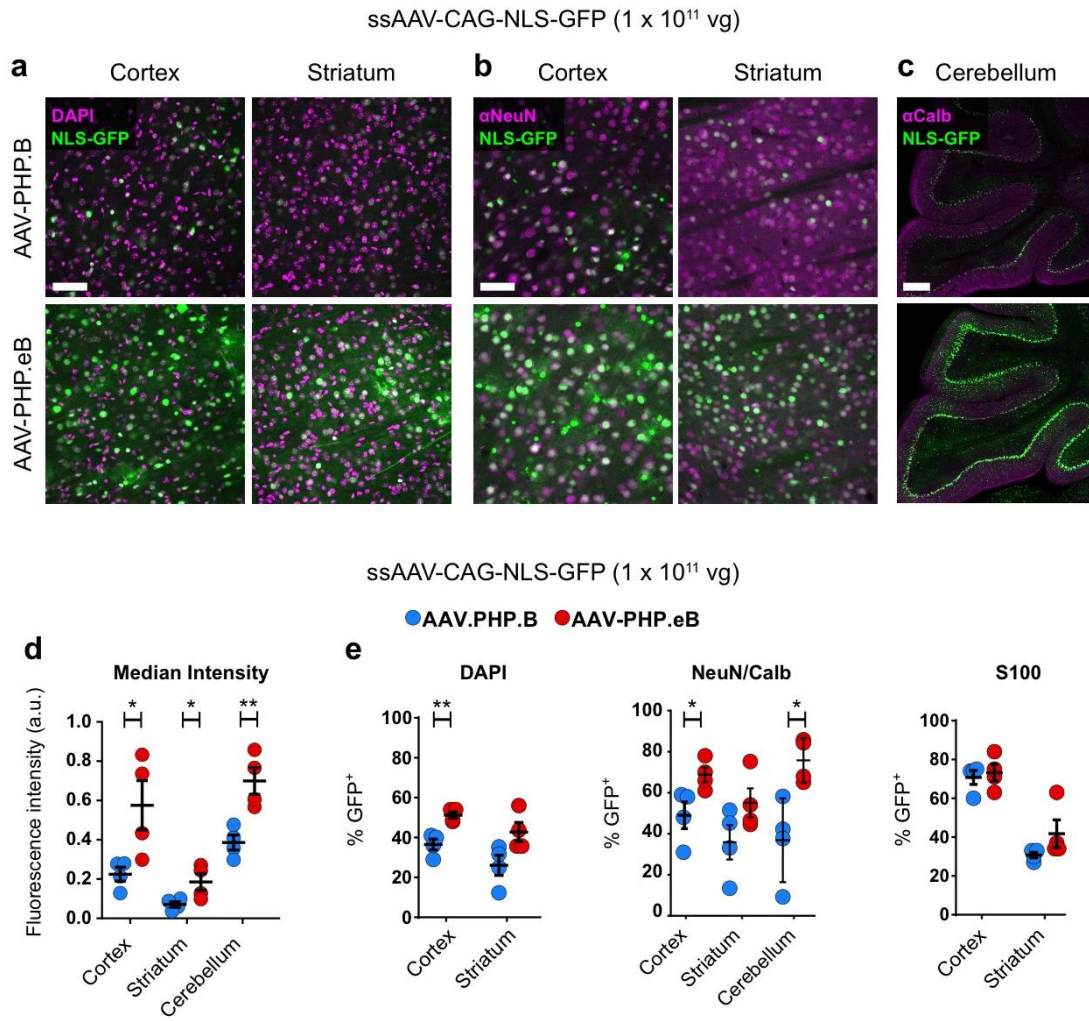 ssAAV-CAG-NLS-GFP (1 x 10¹¹ vg)
a
Cortex
Striatum
b
Cortex
Striatum
c
Cerebellum
AAV-PHP.B
DAPI
NLS-GFP
αNeuN
NLS-GFP
αCalb
NLS-GFP
AAV-PHP.eB
ssAAV-CAG-NLS-GFP (1 x 10¹¹ vg)
AAV.PHP.B
AAV-PHP.eB
d
Median Intensity
Fluorescence intensity (a.u.)
1.0
0.8
0.6
0.4
0.2
0.0
*
*
**
Cortex
Striatum
Cerebellum
e
DAPI
% GFP⁺
100
80
60
40
20
0
**
Cortex
Striatum
NeuN/Calb
% GFP⁺
100
80
60
40
20
0
*
*
Cortex
Striatum
Cerebellum
S100
% GFP⁺
100
80
60
40
20
0
Cortex
Striatum